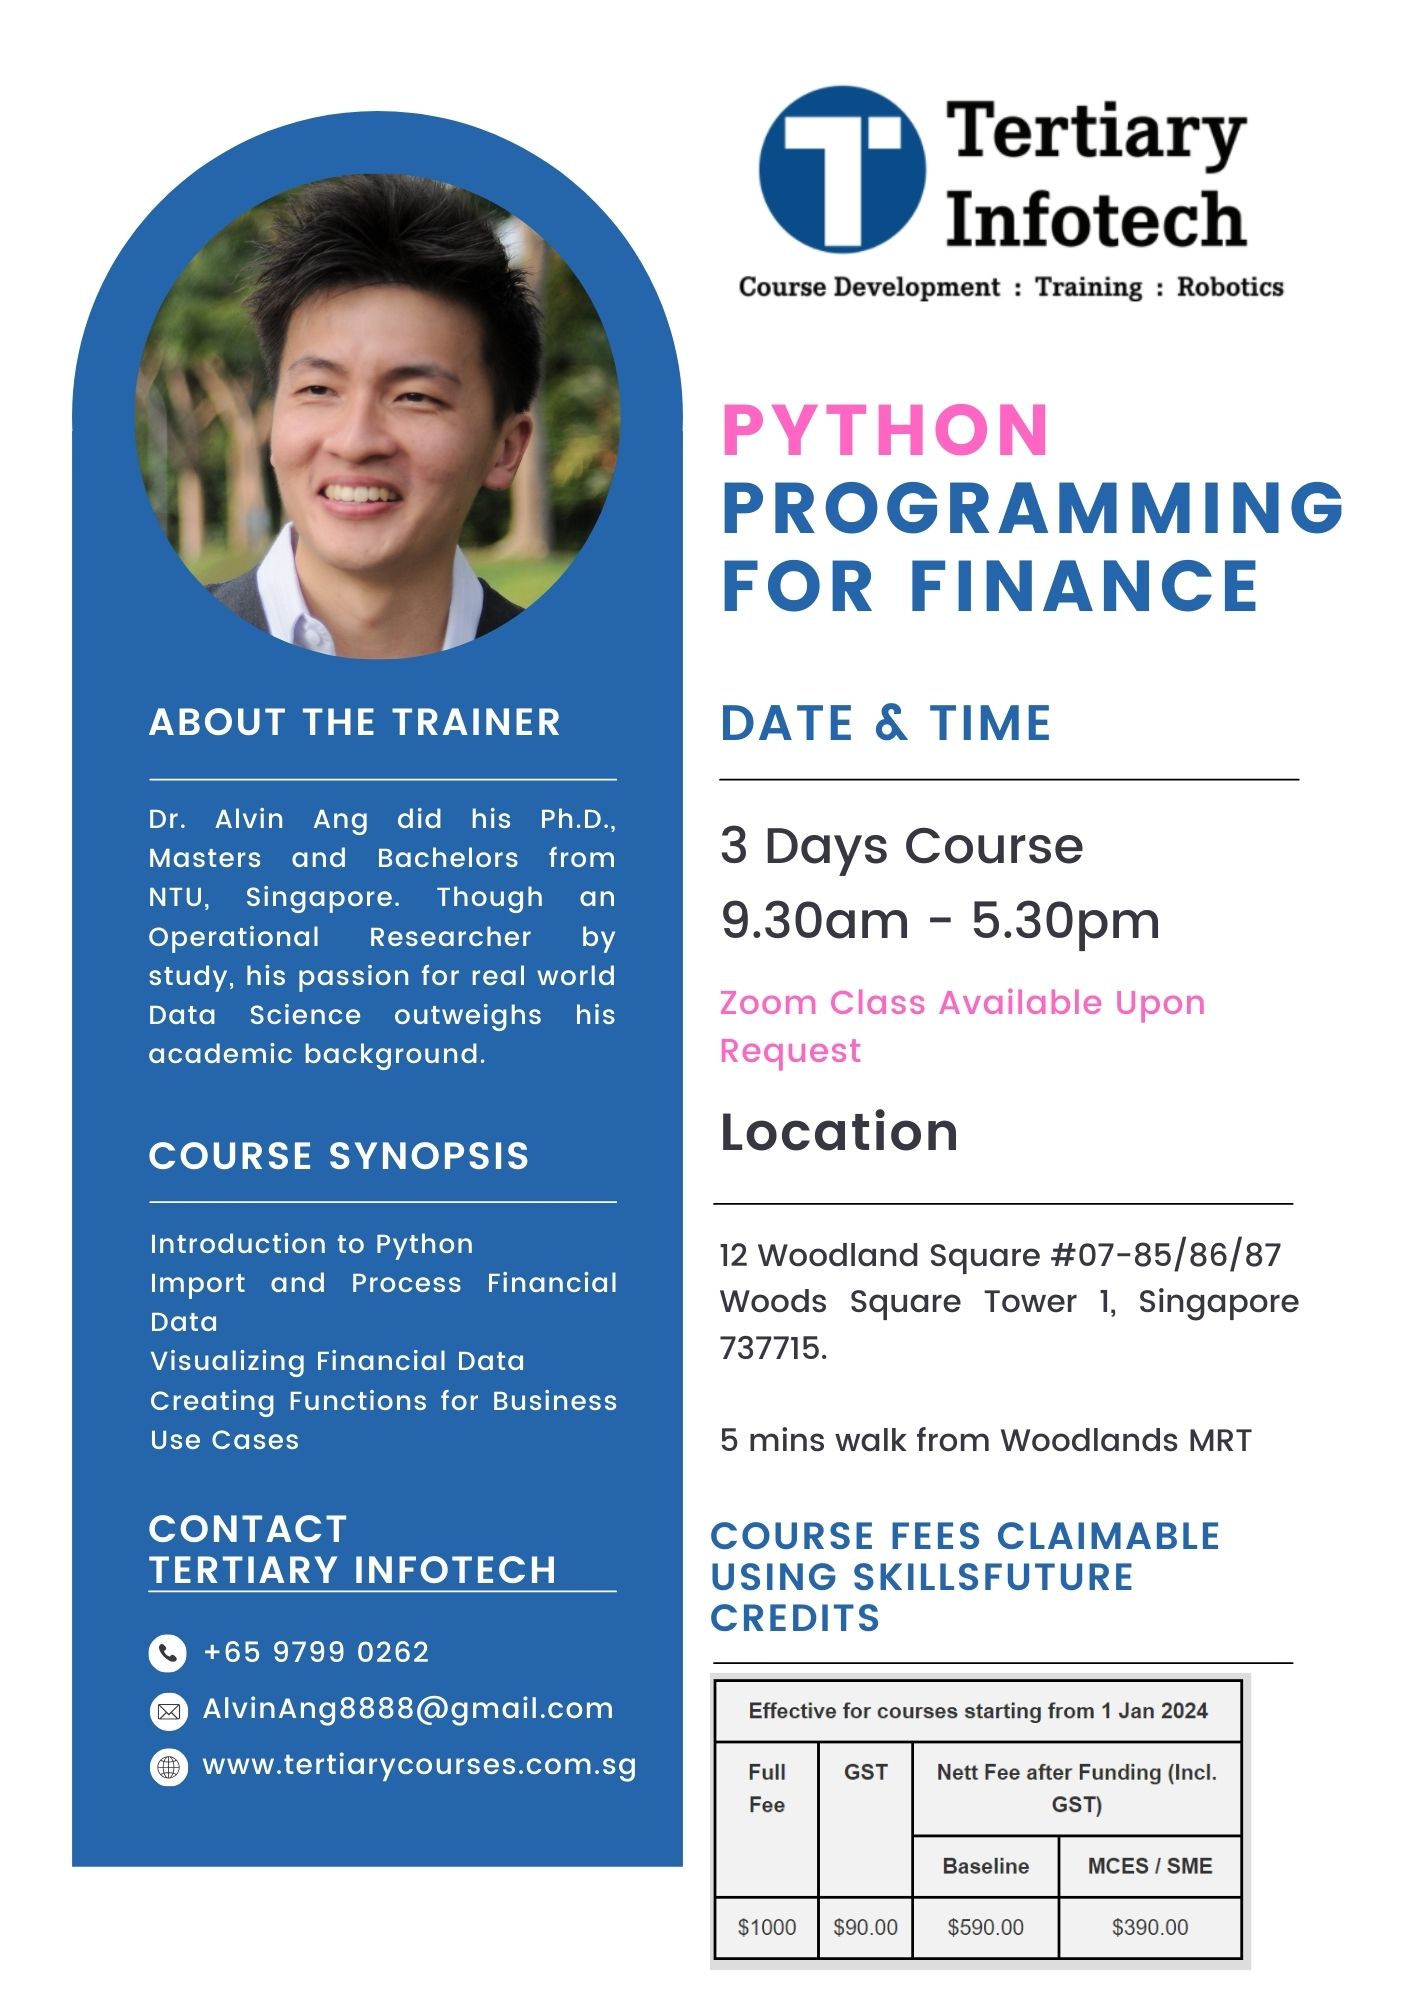 Tertiary
Infotech
Course Development : Training : Robotics
PYTHON
PROGRAMMING
FOR FINANCE
ABOUT THE TRAINER
Dr. Alvin Ang did his Ph.D.,
Masters and Bachelors from
NTU, Singapore. Though an
Operational Researcher by
study, his passion for real world
Data Science outweighs his
academic background.
COURSE SYNOPSIS
Introduction to Python
Import and Process Financial
Data
Visualizing Financial Data
Creating Functions for Business
Use Cases
CONTACT
TERTIARY INFOTECH
+65 9799 0262
AlvinAng8888@gmail.com
www.tertiarycourses.com.sg
DATE & TIME
3 Days Course
9.30am - 5.30pm
Zoom Class Available Upon
Request
Location
12 Woodland Square #07-85/86/87
Woods Square Tower 1, Singapore
737715.
5 mins walk from Woodlands MRT
COURSE FEES CLAIMABLE
USING SKILLSFUTURE
CREDITS
Effective for courses starting from 1 Jan 2024
Full
Fee
GST
Nett Fee after Funding (Incl.
GST)
Baseline
MCES / SME
$1000
$90.00
$590.00
$390.00